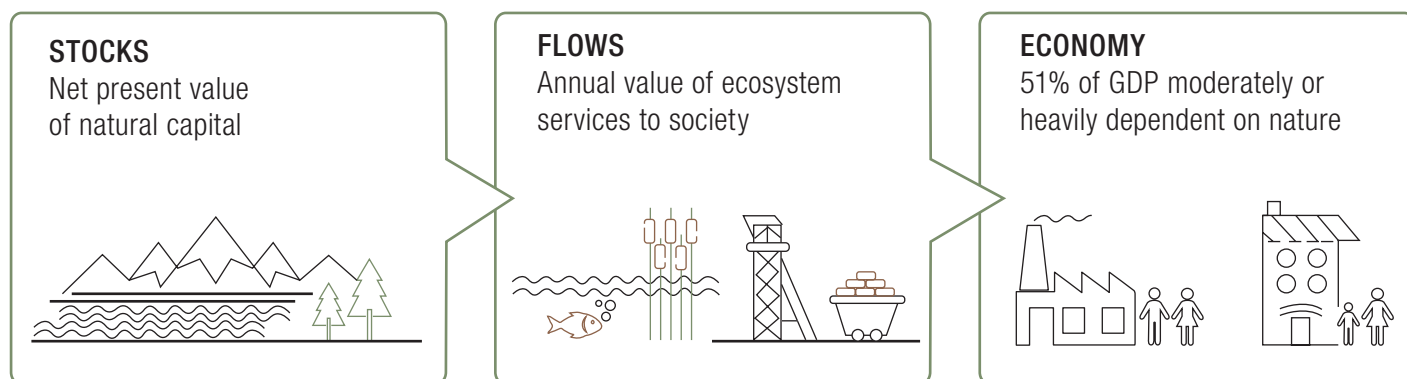 STOCKS
Net present value
of natural capital
FLOWS
Annual value of ecosystem
services to society
ECONOMY
51% of GDP moderately or
heavily dependent on nature